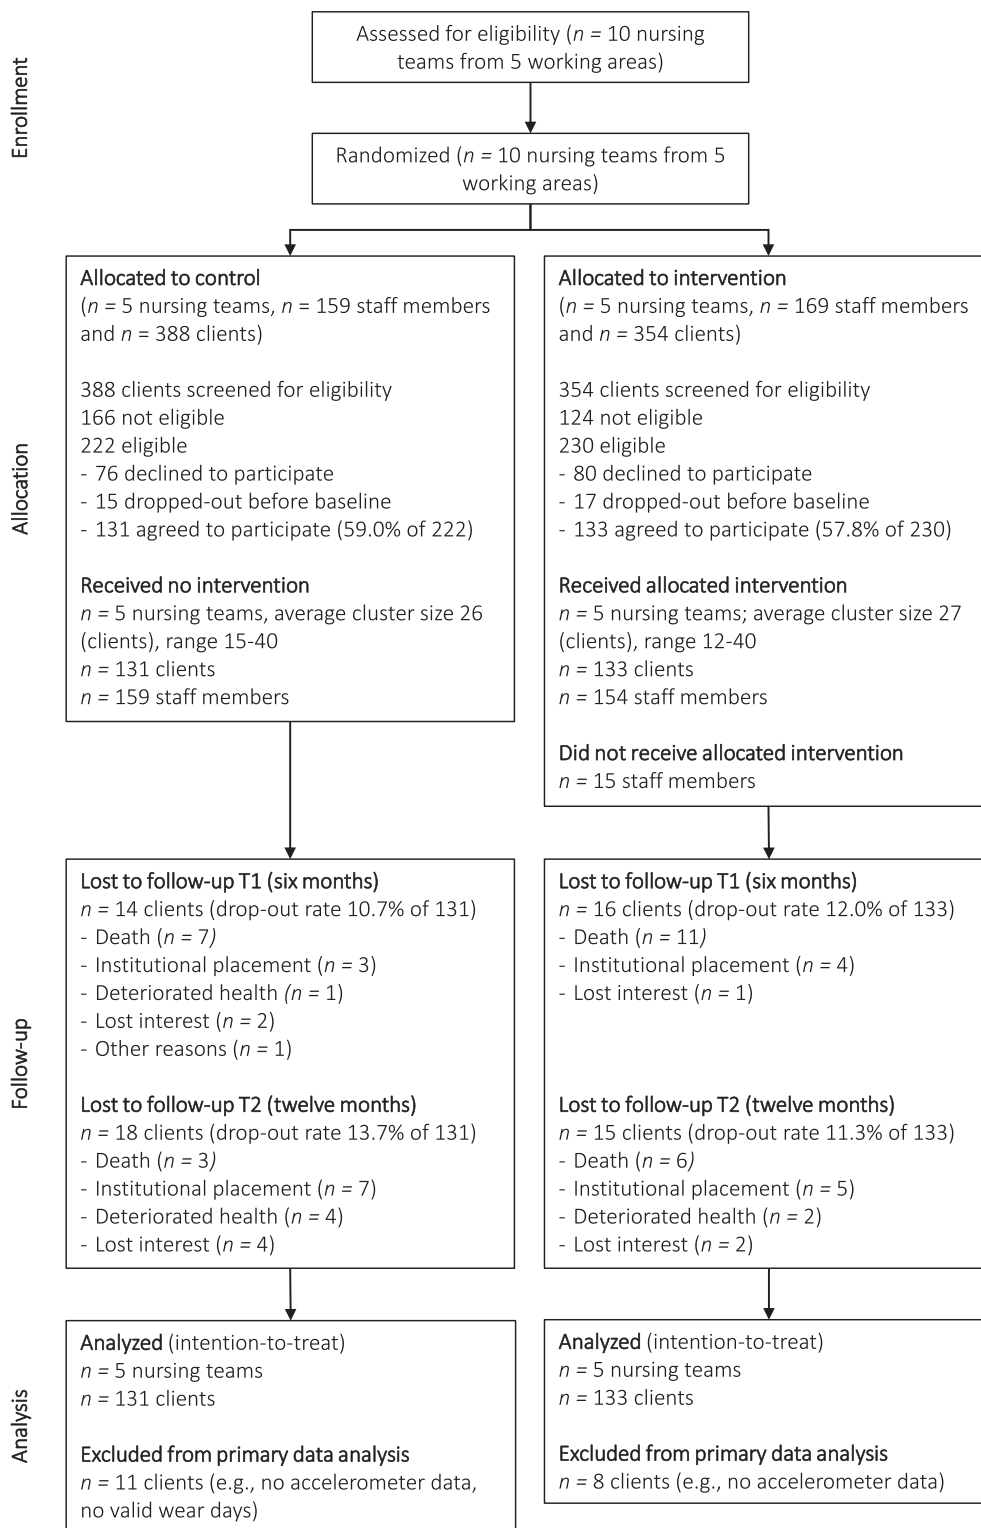 Enrollment
Assessed for eligibility (n = 10 nursing
teams from 5 working areas)
Randomized (n = 10 nursing teams from 5
working areas)
Allocation
Allocated to control
(n = 5 nursing teams, n = 159 staff members
and n = 388 clients)
388 clients screened for eligibility
166 not eligible
222 eligible
- 76 declined to participate
- 15 dropped-out before baseline
- 131 agreed to participate (59.0% of 222)
Received no intervention
n = 5 nursing teams, average cluster size 26
(clients), range 15-40
n = 131 clients
n = 159 staff members
Allocated to intervention
(n = 5 nursing teams, n = 169 staff members
and n = 354 clients)
354 clients screened for eligibility
124 not eligible
230 eligible
- 80 declined to participate
- 17 dropped-out before baseline
- 133 agreed to participate (57.8% of 230)
Received allocated intervention
n = 5 nursing teams; average cluster size 27
(clients), range 12-40
n = 133 clients
n = 154 staff members
Did not receive allocated intervention
n = 15 staff members
Follow-up
Lost to follow-up T1 (six months)
n = 14 clients (drop-out rate 10.7% of 131)
- Death (n = 7)
- Institutional placement (n = 3)
- Deteriorated health (n = 1)
- Lost interest (n = 2)
- Other reasons (n = 1)
Lost to follow-up T2 (twelve months)
n = 18 clients (drop-out rate 13.7% of 131)
- Death (n = 3)
- Institutional placement (n = 7)
- Deteriorated health (n = 4)
- Lost interest (n = 4)
Lost to follow-up T1 (six months)
n = 16 clients (drop-out rate 12.0% of 133)
- Death (n = 11)
- Institutional placement (n = 4)
- Lost interest (n = 1)
Lost to follow-up T2 (twelve months)
n = 15 clients (drop-out rate 11.3% of 133)
- Death (n = 6)
- Institutional placement (n = 5)
- Deteriorated health (n = 2)
- Lost interest (n = 2)
Analysis
Analyzed (intention-to-treat)
n = 5 nursing teams
n = 131 clients
Excluded from primary data analysis
n = 11 clients (e.g., no accelerometer data,
no valid wear days)
Analyzed (intention-to-treat)
n = 5 nursing teams
n = 133 clients
Excluded from primary data analysis
n = 8 clients (e.g., no accelerometer data)